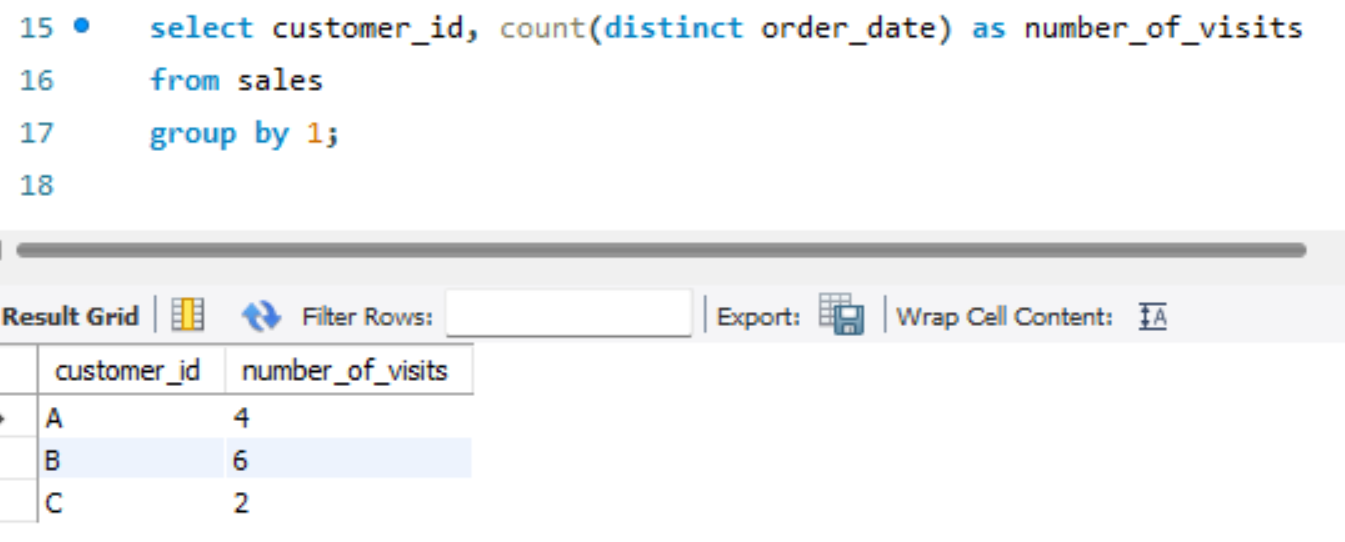 15 select customer_id, count(distinct order_date) as number_of_visits
16 from sales
17 group by 1;
18
Result Grid Filter Rows: Export: Wrap Cell Content: IA
customer_id number_of_visits
A 4
B 6
C 2